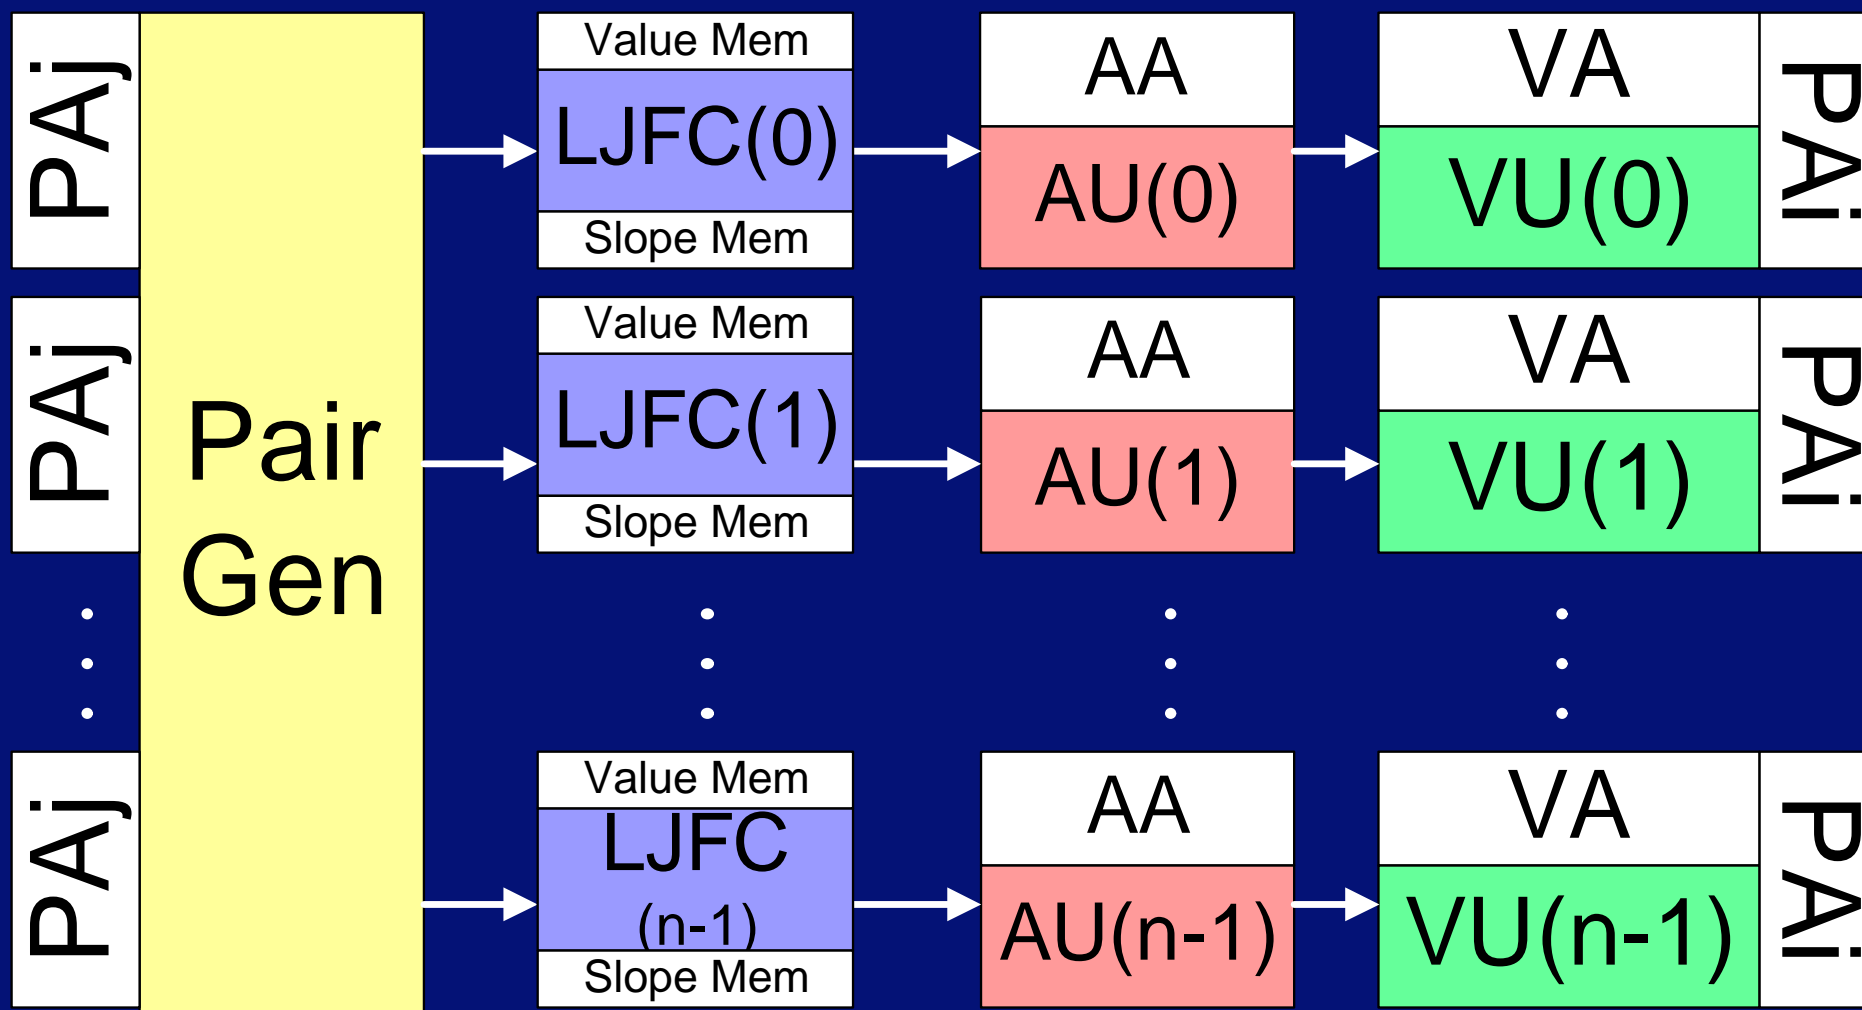 PAj
Value Mem
LJFC(0)
Slope Mem
AA
AU(0)
VA
VU(0)
PAi
PAj
Pair
Gen
Value Mem
LJFC(1)
Slope Mem
AA
AU(1)
VA
VU(1)
PAi
PAj
Value Mem
LJFC
(n-1)
Slope Mem
AA
AU(n-1)
VA
VU(n-1)
PAi